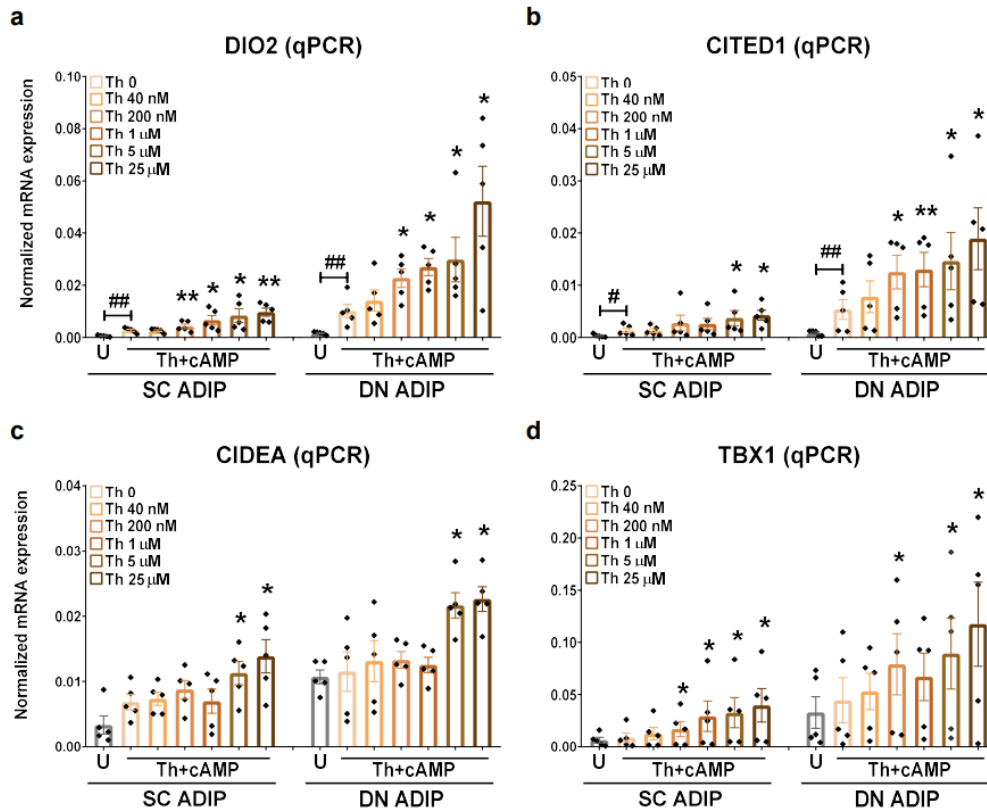 a
DIO2 (qPCR)
Normalized mRNA expression
0.10
0.08
0.06
0.04
0.02
0.00
Th 0
Th 40 nM
Th 200 nM
Th 1 uM
Th 5 μM
Th 25 μM
##
**
*
*
**
##
*
*
*
*
U
Th+cAMP
Th+cAMP
U
SC ADIP
DN ADIP
b
CITED1 (qPCR)
0.05
0.04
0.03
0.02
0.01
0.00
Th 0
Th 40 nM
Th 200 nM
Th 1 uM
Th 5 μM
Th 25 μM
#
*
*
##
*
**
*
*
U
Th+cAMP
U
Th+cAMP
SC ADIP
DN ADIP
c
CIDEA (qPCR)
Normalized mRNA expression
0.04
0.03
0.02
0.01
0.00
Th 0
Th 40 nM
Th 200 nM
Th 1 uM
Th 5 μM
Th 25 μM
*
*
*
*
U
Th+cAMP
U
Th+cAMP
SC ADIP
DN ADIP
d
TBX1 (qPCR)
0.25
0.20
0.15
0.10
0.05
0.00
Th 0
Th 40 nM
Th 200 nM
Th 1 uM
Th 5 μM
Th 25 μM
*
*
*
*
*
*
*
U
Th+cAMP
U
Th+cAMP
SC ADIP
DN ADIP